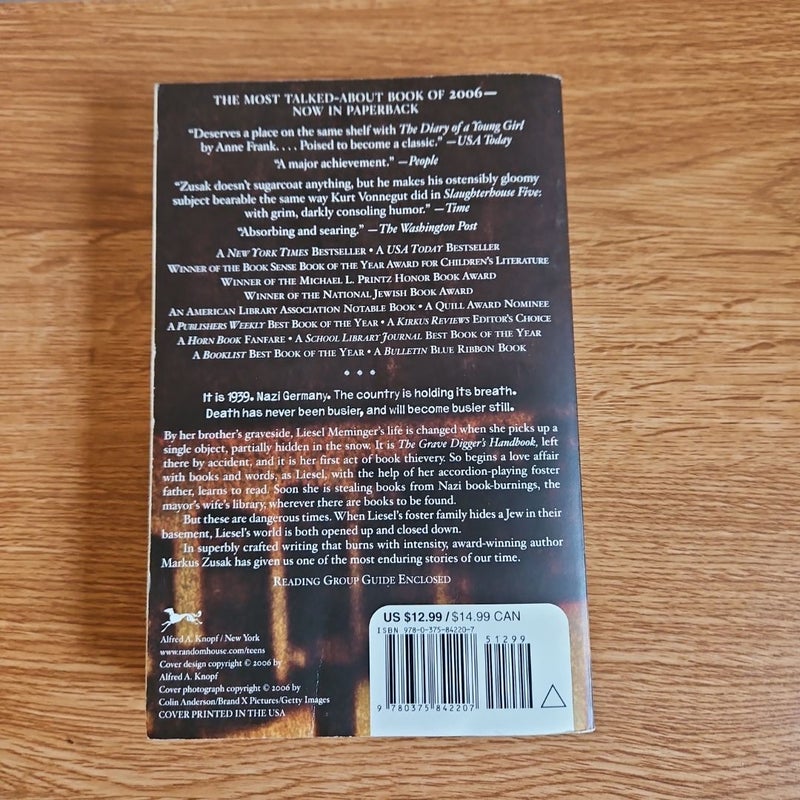 THE MOST TALKED-ABOUT BOOK OF 2006—
NOW IN PAPERBACK
“Deserves a place on the same shelf with The Diary of a Young Girl
by Anne Frank. . . . Poised to become a classic.” —USA Today
“A major achievement.” —People
“Zusak doesn’t sugarcoat anything, but he makes his ostensibly gloomy
subject bearable the same way Kurt Vonnegut did in Slaughterhouse Five:
with grim, darkly consoling humor.” —Time
“Absorbing and searing.” —The Washington Post
A NEW YORK TIMES BESTSELLER • A USA TODAY BESTSELLER
WINNER OF THE BOOK SENSE BOOK OF THE YEAR AWARD FOR CHILDREN’S LITERATURE
WINNER OF THE MICHAEL L. PRINTZ HONOR BOOK AWARD
WINNER OF THE NATIONAL JEWISH BOOK AWARD
AN AMERICAN LIBRARY ASSOCIATION NOTABLE BOOK • A QUILL AWARD NOMINEE
A PUBLISHERS WEEKLY BEST BOOK OF THE YEAR • A KIRKUS REVIEWS EDITOR’S CHOICE
A HORN BOOK FANFARE • A SCHOOL LIBRARY JOURNAL BEST BOOK OF THE YEAR
A BOOKLIST BEST BOOK OF THE YEAR • A BULLETIN BLUE RIBBON BOOK
• • •
It is 1939. Nazi Germany. The country is holding its breath.
Death has never been busier, and will become busier still.
By her brother’s graveside, Liesel Meminger’s life is changed when she picks up a
single object, partially hidden in the snow. It is The Grave Digger’s Handbook, left
there by accident, and it is her first act of book thievery. So begins a love affair
with books and words, as Liesel, with the help of her accordion-playing foster
father, learns to read. Soon she is stealing books from Nazi book-burnings, the
mayor’s wife’s library, wherever there are books to be found.
But these are dangerous times. When Liesel’s foster family hides a Jew in their
basement, Liesel’s world is both opened up and closed down.
In superbly crafted writing that burns with intensity, award-winning author
Markus Zusak has given us one of the most enduring stories of our time.
READING GROUP GUIDE ENCLOSED
Alfred A. Knopf / New York
www.randomhouse.com/teens
Cover design copyright © 2006 by
Alfred A. Knopf
Cover photograph copyright © 2006 by
Colin Anderson/Brand X Pictures/Getty Images
COVER PRINTED IN THE USA
US $12.99 / $14.99 CAN
ISBN 978-0-375-84220-7
51299
9 780375 842207